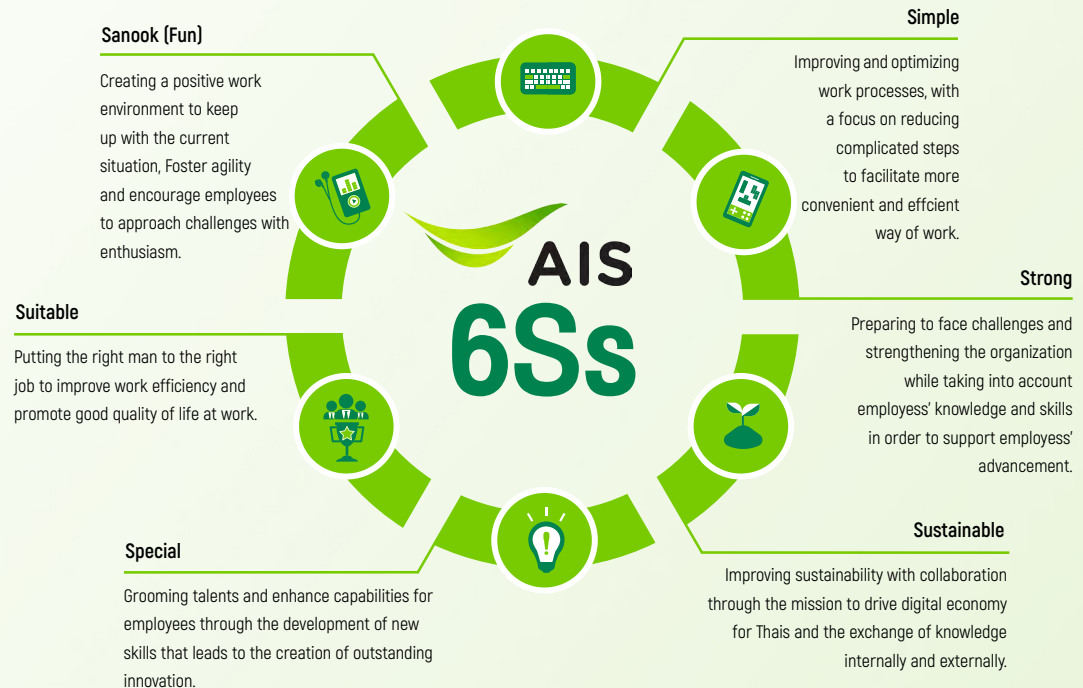 Sanook (Fun)
Creating a positive work
environment to keep
up with the current
situation, Foster agility
and encourage employees
to approach challenges with
enthusiasm.
Simple
Improving and optimizing
work processes, with
a focus on reducing
complicated steps
to facilitate more
convenient and effcient
way of work.
AIS
6Ss
Suitable
Putting the right man to the right
job to improve work efficiency and
promote good quality of life at work.
Strong
Preparing to face challenges and
strengthening the organization
while taking into account
employess' knowledge and skills
in order to support employess'
advancement.
Special
Grooming talents and enhance capabilities for
employees through the development of new
skills that leads to the creation of outstanding
innovation.
Sustainable
Improving sustainability with collaboration
through the mission to drive digital economy
for Thais and the exchange of knowledge
internally and externally.